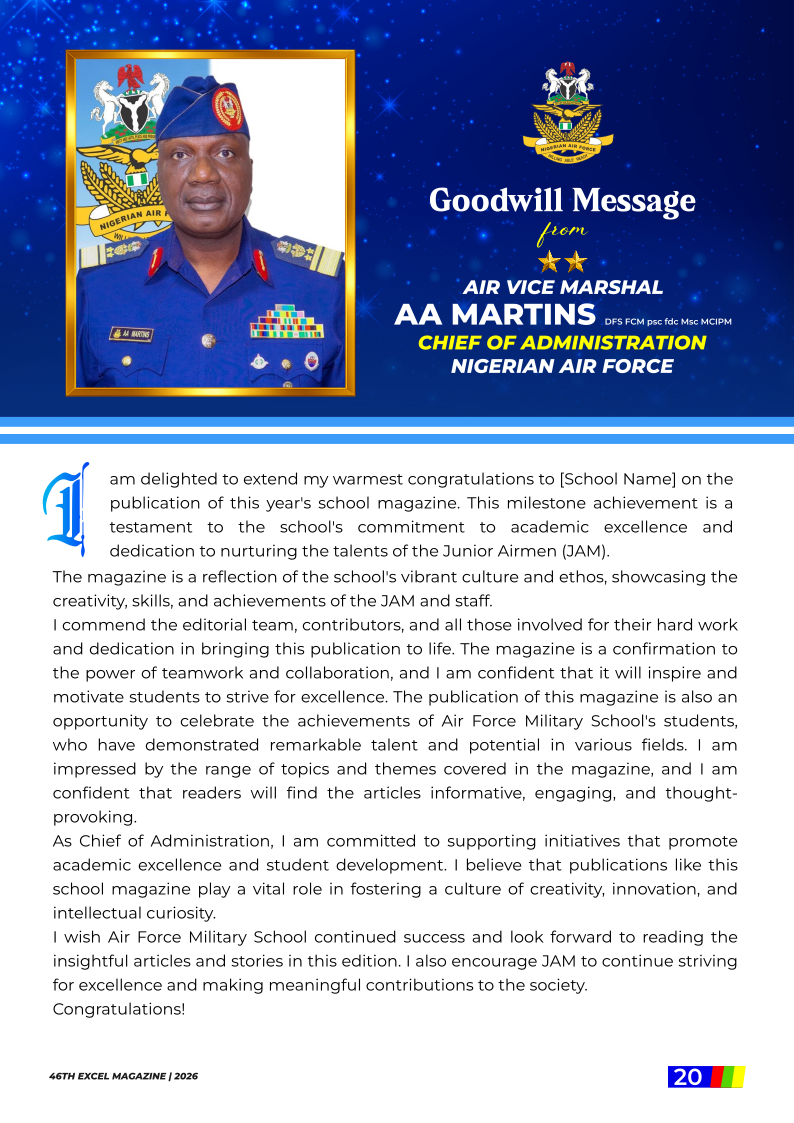 NIGERIAN AIR F
AA MARTINS
NIGERIAN AIR FORCE
WILLING ABLE READY
Goodwill Message
from
AIR VICE MARSHAL
AA MARTINS DFS FCM psc fdc Msc MCIPM
CHIEF OF ADMINISTRATION
NIGERIAN AIR FORCE
I am delighted to extend my warmest congratulations to [School Name] on the
publication of this year's school magazine. This milestone achievement is a
testament to the school's commitment to academic excellence and
dedication to nurturing the talents of the Junior Airmen (JAM).
The magazine is a reflection of the school's vibrant culture and ethos, showcasing the
creativity, skills, and achievements of the JAM and staff.
I commend the editorial team, contributors, and all those involved for their hard work
and dedication in bringing this publication to life. The magazine is a confirmation to
the power of teamwork and collaboration, and I am confident that it will inspire and
motivate students to strive for excellence. The publication of this magazine is also an
opportunity to celebrate the achievements of Air Force Military School's students,
who have demonstrated remarkable talent and potential in various fields. I am
impressed by the range of topics and themes covered in the magazine, and I am
confident that readers will find the articles informative, engaging, and thought-
provoking.
As Chief of Administration, I am committed to supporting initiatives that promote
academic excellence and student development. I believe that publications like this
school magazine play a vital role in fostering a culture of creativity, innovation, and
intellectual curiosity.
I wish Air Force Military School continued success and look forward to reading the
insightful articles and stories in this edition. I also encourage JAM to continue striving
for excellence and making meaningful contributions to the society.
Congratulations!
46TH EXCEL MAGAZINE | 2026
20